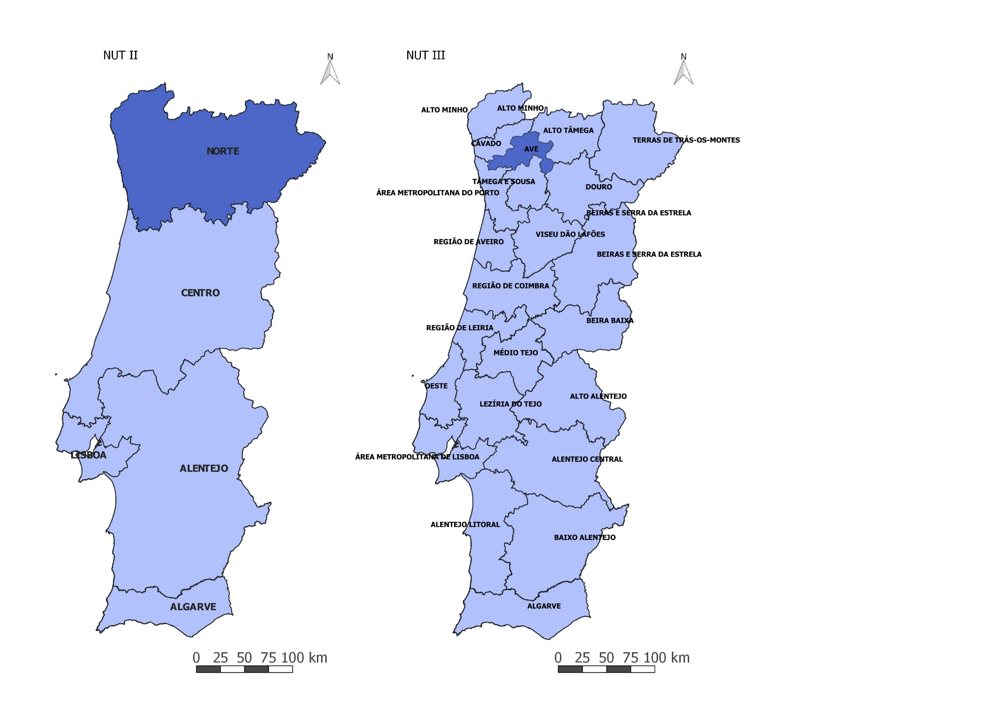 NUT II
N
NORTE
CENTRO
LISBOA
ALENTEJO
ALGARVE
0 25 50 75 100 km
NUT III
N
ALTO MINHO
ALTO MINHO
ALTO TÂMEGA
TERRAS DE TRÁS-OS-MONTES
CAVADO
AVE
TÂMEGA E SOUSA
DOURO
ÁREA METROPOLITANA DO PORTO
BEIRAS E SERRA DA ESTRELA
VISEU DÃO LAFÕES
REGIÃO DE AVEIRO
BEIRAS E SERRA DA ESTRELA
REGIÃO DE COIMBRA
BEIRA BAIXA
REGIÃO DE LEIRIA
MÉDIO TEJO
OESTE
ALTO ALENTEJO
LEZÍRIA DO TEJO
ÁREA METROPOLITANA DE LISBOA
ALENTEJO CENTRAL
ALENTEJO LITORAL
BAIXO ALENTEJO
ALGARVE
0 25 50 75 100 km